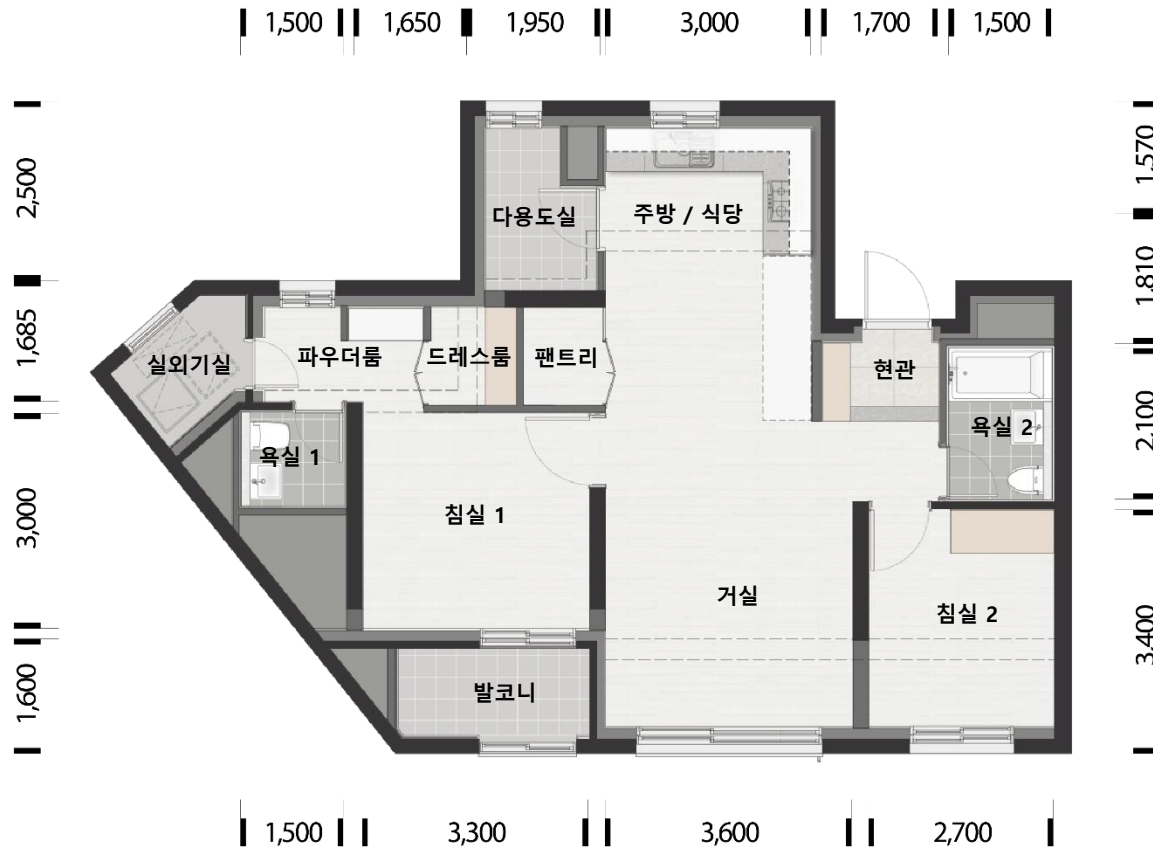 1,500
1,650
1,950
3,000
1,700
1,500
2,500
1,685
3,000
1,600
1,570
1,810
2,100
3,400
다용도실
주방 / 식당
실외기실
파우더룸
드레스룸
팬트리
현관
욕실 1
욕실 2
침실 1
거실
침실 2
발코니
1,500
3,300
3,600
2,700